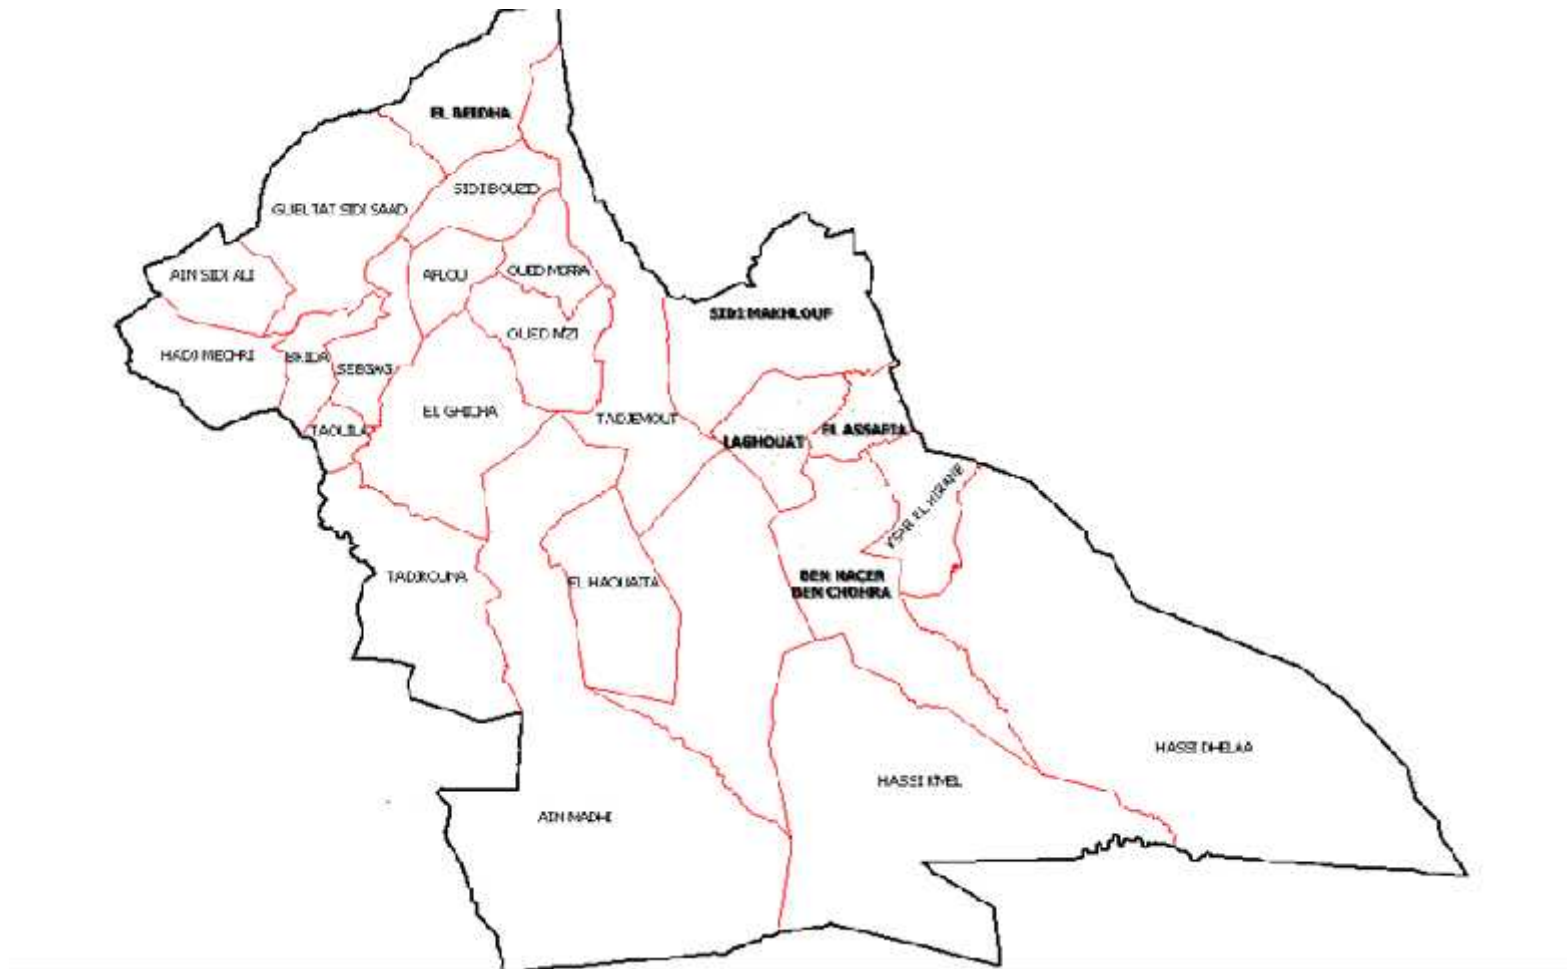 EL BEIDHA
SIDI BOUZID
GUELTAT SIDI SAAD
AIN SIDI ALI
AFLOU
OUED MORRA
SIDI MAKHLOUF
OUED M'ZI
HADJ MECHRI
BRIDA
SEBGAG
EL GHICHA
TADJEMOUT
TAOUILA
LAGHOUAT
EL ASSAFIA
KSAR EL HIRANE
TADJROUNA
EL HAOUAITA
BEN NACER
BEN CHOHRA
HASSI DHELAA
HASSI R'MEL
AIN MADHI